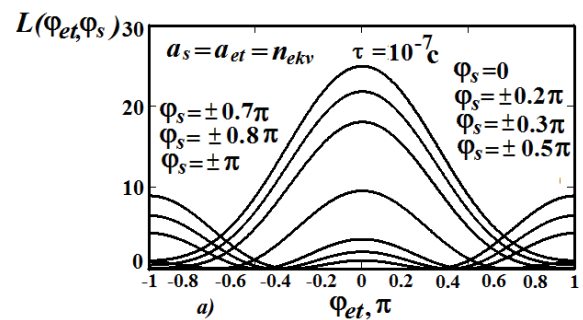 L(φet,φs) 30
as = aet = nekv τ = 10⁻⁷c
φs = 0
φs = ± 0.2π
φs = ± 0.3π
φs = ± 0.5π
φs = ± 0.7π
φs = ± 0.8π
φs = ± π
20
10
0
-1 -0.8 -0.6 -0.4 -0.2 0 0.2 0.4 0.6 0.8 1
a) φet, π